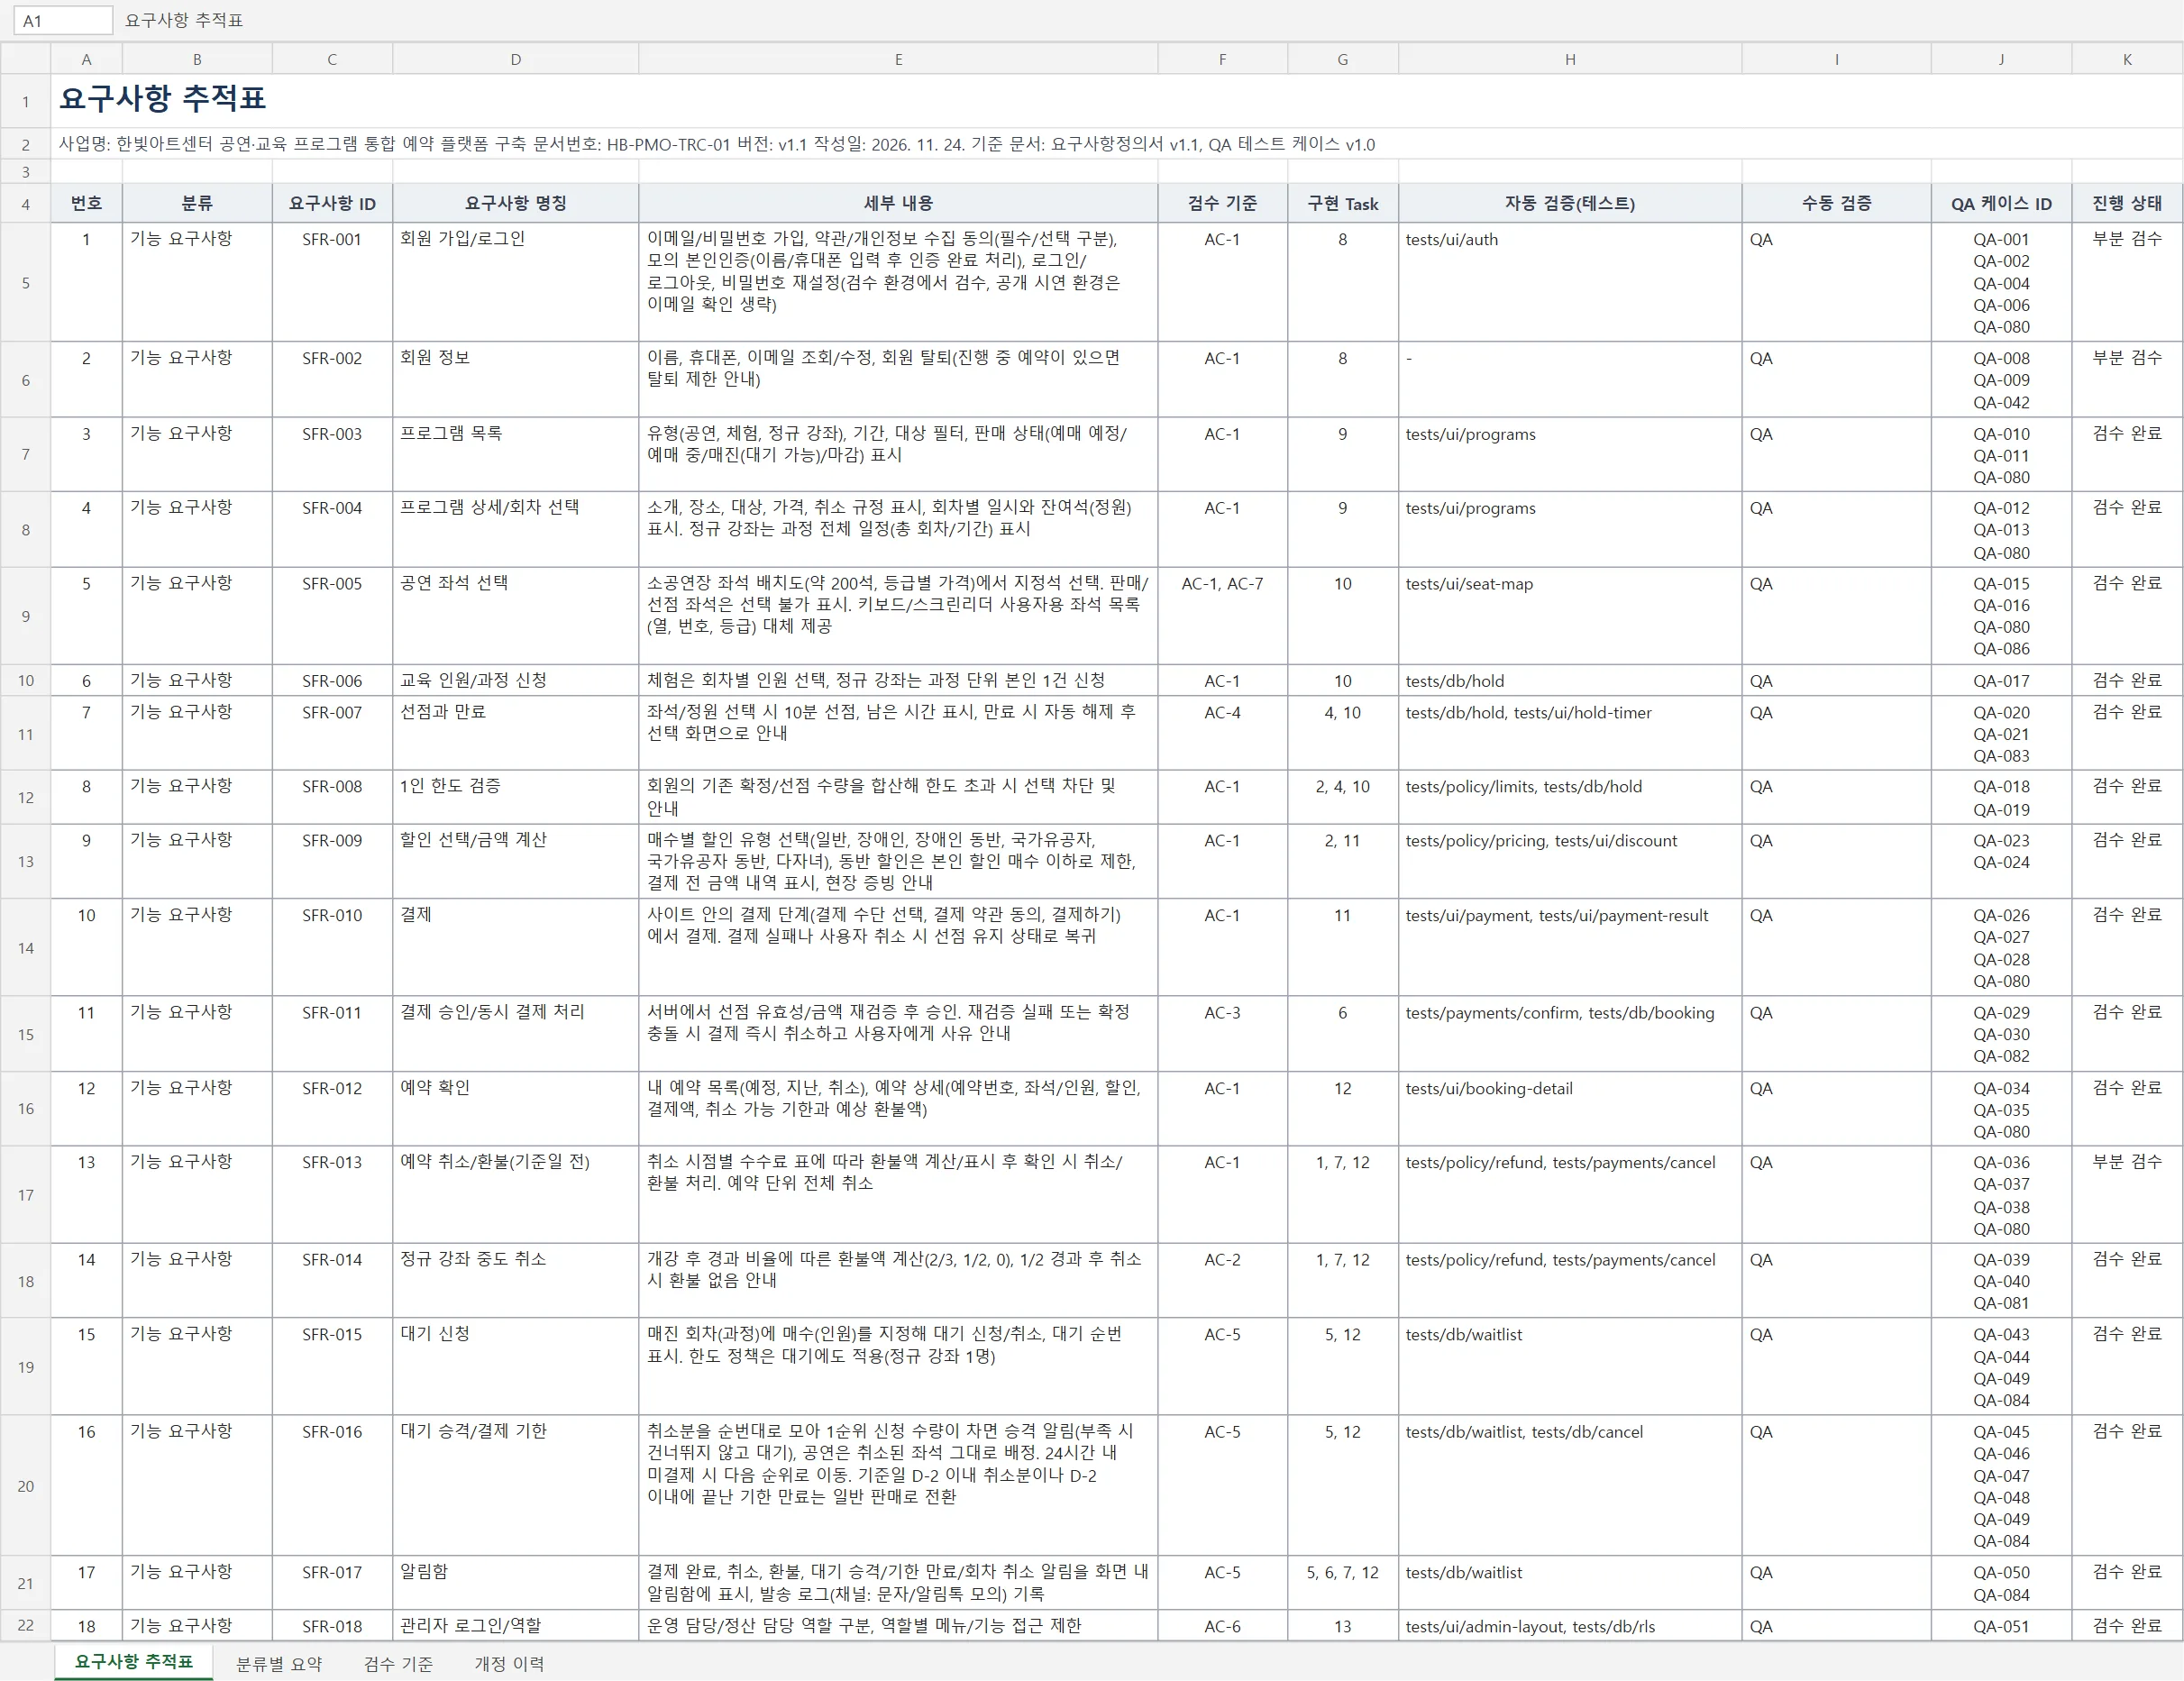 A1 요구사항 추적표
A B C D E F G H I J K
1 요구사항 추적표
2 사업명: 한빛아트센터 공연·교육 프로그램 통합 예약 플랫폼 구축 문서번호: HB-PMO-TRC-01 버전: v1.1 작성일: 2026. 11. 24. 기준 문서: 요구사항정의서 v1.1, QA 테스트 케이스 v1.0
3
4 번호 분류 요구사항 ID 요구사항 명칭 세부 내용 검수 기준 구현 Task 자동 검증(테스트) 수동 검증 QA 케이스 ID 진행 상태
5 1 기능 요구사항 SFR-001 회원 가입/로그인 이메일/비밀번호 가입, 약관/개인정보 수집 동의(필수/선택 구분), AC-1 8 tests/ui/auth QA QA-001 부분 검수
모의 본인인증(이름/휴대폰 입력 후 인증 완료 처리), 로그인/ QA-002
로그아웃, 비밀번호 재설정(검수 환경에서 검수, 공개 시연 환경은 QA-004
이메일 확인 생략) QA-006
QA-080
6 2 기능 요구사항 SFR-002 회원 정보 이름, 휴대폰, 이메일 조회/수정, 회원 탈퇴(진행 중 예약이 있으면 AC-1 8 - QA QA-008 부분 검수
탈퇴 제한 안내) QA-009
QA-042
7 3 기능 요구사항 SFR-003 프로그램 목록 유형(공연, 체험, 정규 강좌), 기간, 대상 필터, 판매 상태(예매 예정/ AC-1 9 tests/ui/programs QA QA-010 검수 완료
예매 중/매진(대기 가능)/마감) 표시 QA-011
QA-080
8 4 기능 요구사항 SFR-004 프로그램 상세/회차 선택 소개, 장소, 대상, 가격, 취소 규정 표시, 회차별 일시와 잔여석(정원) AC-1 9 tests/ui/programs QA QA-012 검수 완료
표시. 정규 강좌는 과정 전체 일정(총 회차/기간) 표시 QA-013
QA-080
9 5 기능 요구사항 SFR-005 공연 좌석 선택 소공연장 좌석 배치도(약 200석, 등급별 가격)에서 지정석 선택. 판매/ AC-1, AC-7 10 tests/ui/seat-map QA QA-015 검수 완료
선점 좌석은 선택 불가 표시. 키보드/스크린리더 사용자용 좌석 목록 QA-016
(열, 번호, 등급) 대체 제공 QA-080
QA-086
10 6 기능 요구사항 SFR-006 교육 인원/과정 신청 체험은 회차별 인원 선택, 정규 강좌는 과정 단위 본인 1건 신청 AC-1 10 tests/db/hold QA QA-017 검수 완료
11 7 기능 요구사항 SFR-007 선점과 만료 좌석/정원 선택 시 10분 선점, 남은 시간 표시, 만료 시 자동 해제 후 AC-4 4, 10 tests/db/hold, tests/ui/hold-timer QA QA-020 검수 완료
선택 화면으로 안내 QA-021
QA-083
12 8 기능 요구사항 SFR-008 1인 한도 검증 회원의 기존 확정/선점 수량을 합산해 한도 초과 시 선택 차단 및 AC-1 2, 4, 10 tests/policy/limits, tests/db/hold QA QA-018 검수 완료
안내 QA-019
13 9 기능 요구사항 SFR-009 할인 선택/금액 계산 매수별 할인 유형 선택(일반, 장애인, 장애인 동반, 국가유공자, AC-1 2, 11 tests/policy/pricing, tests/ui/discount QA QA-023 검수 완료
국가유공자 동반, 다자녀), 동반 할인은 본인 할인 매수 이하로 제한, QA-024
결제 전 금액 내역 표시, 현장 증빙 안내
14 10 기능 요구사항 SFR-010 결제 사이트 안의 결제 단계(결제 수단 선택, 결제 약관 동의, 결제하기) AC-1 11 tests/ui/payment, tests/ui/payment-result QA QA-026 검수 완료
에서 결제. 결제 실패나 사용자 취소 시 선점 유지 상태로 복귀 QA-027
QA-028
QA-080
15 11 기능 요구사항 SFR-011 결제 승인/동시 결제 처리 서버에서 선점 유효성/금액 재검증 후 승인. 재검증 실패 또는 확정 AC-3 6 tests/payments/confirm, tests/db/booking QA QA-029 검수 완료
충돌 시 결제 즉시 취소하고 사용자에게 사유 안내 QA-030
QA-082
16 12 기능 요구사항 SFR-012 예약 확인 내 예약 목록(예정, 지난, 취소), 예약 상세(예약번호, 좌석/인원, 할인, AC-1 12 tests/ui/booking-detail QA QA-034 검수 완료
결제액, 취소 가능 기한과 예상 환불액) QA-035
QA-080
17 13 기능 요구사항 SFR-013 예약 취소/환불(기준일 전) 취소 시점별 수수료 표에 따라 환불액 계산/표시 후 확인 시 취소/ AC-1 1, 7, 12 tests/policy/refund, tests/payments/cancel QA QA-036 부분 검수
환불 처리. 예약 단위 전체 취소 QA-037
QA-038
QA-080
18 14 기능 요구사항 SFR-014 정규 강좌 중도 취소 개강 후 경과 비율에 따른 환불액 계산(2/3, 1/2, 0), 1/2 경과 후 취소 AC-2 1, 7, 12 tests/policy/refund, tests/payments/cancel QA QA-039 검수 완료
시 환불 없음 안내 QA-040
QA-081
19 15 기능 요구사항 SFR-015 대기 신청 매진 회차(과정)에 매수(인원)를 지정해 대기 신청/취소, 대기 순번 AC-5 5, 12 tests/db/waitlist QA QA-043 검수 완료
표시. 한도 정책은 대기에도 적용(정규 강좌 1명) QA-044
QA-049
QA-084
20 16 기능 요구사항 SFR-016 대기 승격/결제 기한 취소분을 순번대로 모아 1순위 신청 수량이 차면 승격 알림(부족 시 AC-5 5, 12 tests/db/waitlist, tests/db/cancel QA QA-045 검수 완료
건너뛰지 않고 대기), 공연은 취소된 좌석 그대로 배정. 24시간 내 QA-046
미결제 시 다음 순위로 이동. 기준일 D-2 이내 취소분이나 D-2 QA-047
이내에 끝난 기한 만료는 일반 판매로 전환 QA-048
QA-049
QA-084
21 17 기능 요구사항 SFR-017 알림함 결제 완료, 취소, 환불, 대기 승격/기한 만료/회차 취소 알림을 화면 내 AC-5 5, 6, 7, 12 tests/db/waitlist QA QA-050 검수 완료
알림함에 표시, 발송 로그(채널: 문자/알림톡 모의) 기록 QA-084
22 18 기능 요구사항 SFR-018 관리자 로그인/역할 운영 담당/정산 담당 역할 구분, 역할별 메뉴/기능 접근 제한 AC-6 13 tests/ui/admin-layout, tests/db/rls QA QA-051 검수 완료
요구사항 추적표 분류별 요약 검수 기준 개정 이력